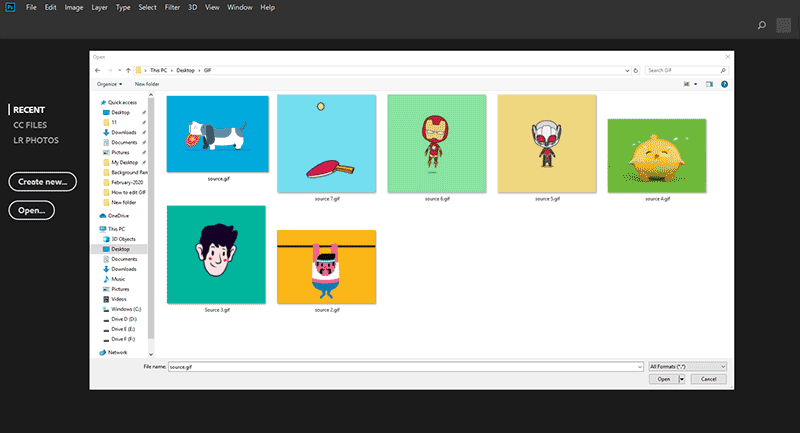 Ps File Edit Image Layer Type Select Filter 3D View Window Help
Open
This PC > Desktop > GIF
Search GIF
Organize
New folder
Quick access
Desktop
11
Downloads
Documents
Pictures
My Desktop
Background Pan
February-2020
How to edit GIF
New folder
OneDrive
This PC
3D Objects
Desktop
Documents
Downloads
Music
Pictures
Videos
Windows (C:)
Drive D (D:)
Drive E (E:)
Drive F (F:)
Network
RECENT
CC FILES
LR PHOTOS
Create new...
Open...
source.gif
source 7.gif
source 6.gif
source 5.gif
source 4.gif
Source 3.gif
source 2.gif
File name: source.gif
All Formats (*.*)
Open
Cancel